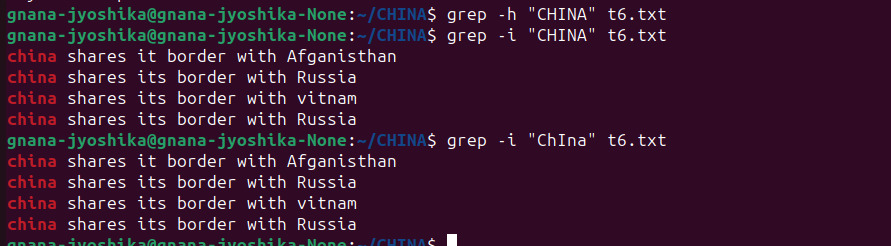 gnana-jyoshika@gnana-jyoshika-None:~/CHINA$ grep -h "CHINA" t6.txt
gnana-jyoshika@gnana-jyoshika-None:~/CHINA$ grep -i "CHINA" t6.txt
china shares it border with Afganisthan
china shares its border with Russia
china shares its border with vitnam
china shares its border with Russia
gnana-jyoshika@gnana-jyoshika-None:~/CHINA$ grep -i "ChIna" t6.txt
china shares it border with Afganisthan
china shares its border with Russia
china shares its border with vitnam
china shares its border with Russia
gnana-jyoshika@gnana-jyoshika-None:~/CHINA$